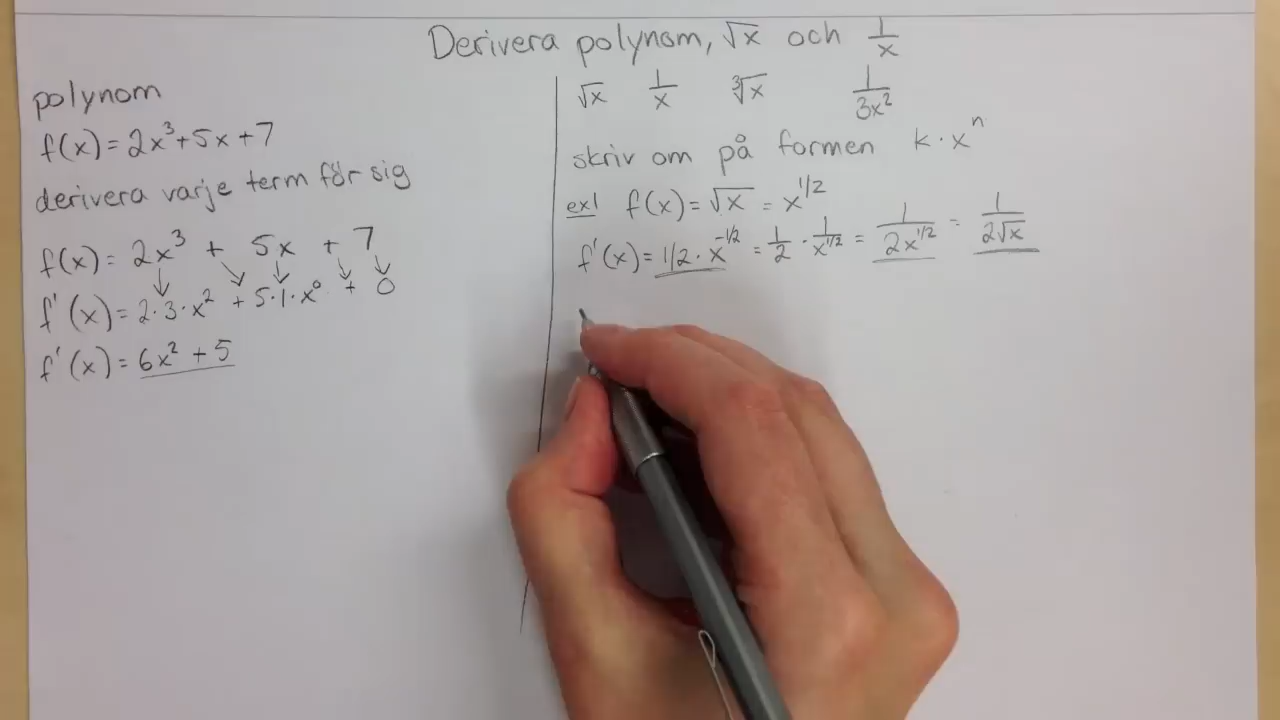 Derivera polynom, √x och 1/x
polynom
f(x) = 2x³+5x+7
derivera varje term för sig
f(x) = 2x³ + 5x + 7
f'(x) = 2·3·x² + 5·1·x⁰ + 0
f'(x) = 6x² + 5
√x 1/x ³√x 1/3x²
skriv om på formen k·xⁿ
ex1 f(x) = √x = x^1/2
f'(x) = 1/2 · x^-1/2 = 1/2 · 1/x^1/2 = 1/2x^1/2 = 1/2√x